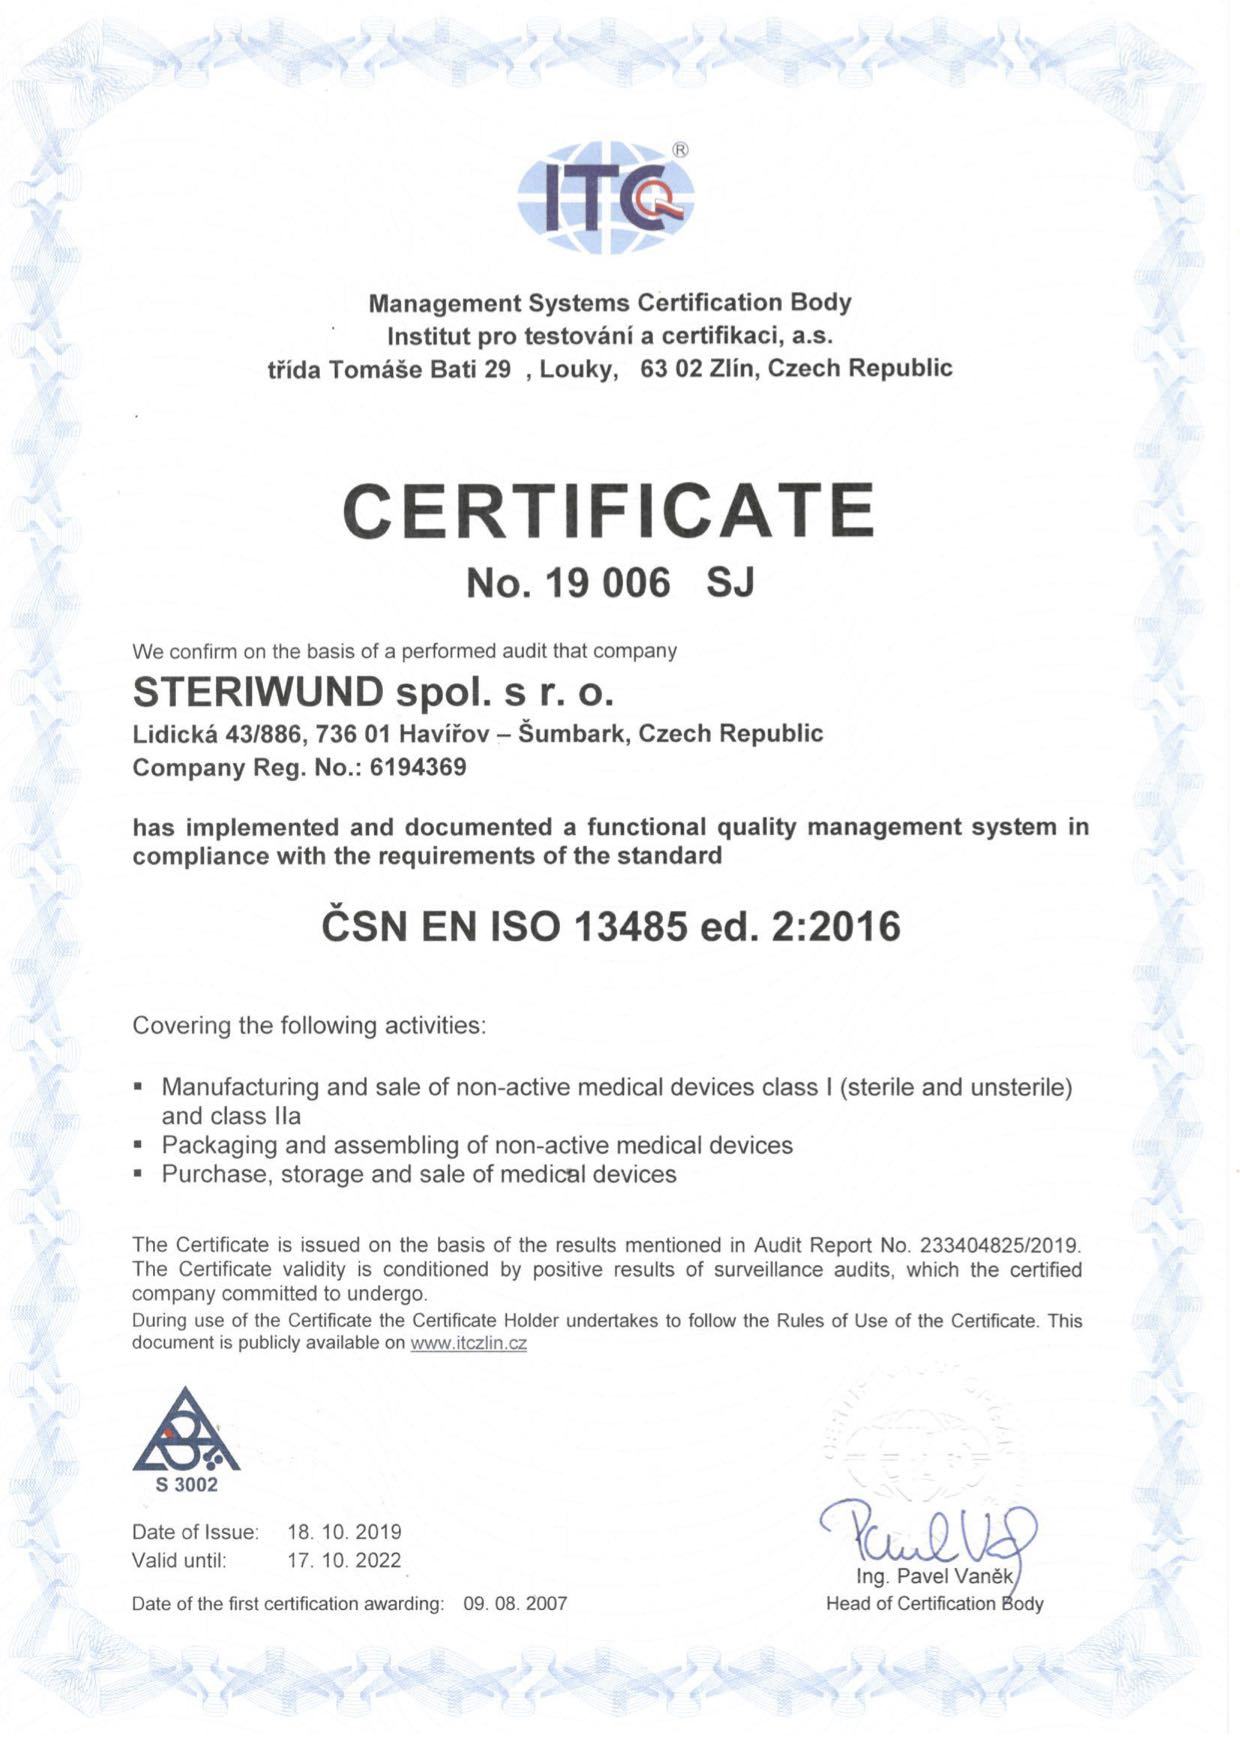 ITC ®
Management Systems Certification Body
Institut pro testování a certifikaci, a.s.
třída Tomáše Bati 29 , Louky, 63 02 Zlín, Czech Republic
CERTIFICATE
No. 19 006 SJ
We confirm on the basis of a performed audit that company
STERIWUND spol. s r. o.
Lidická 43/886, 736 01 Havířov – Šumbark, Czech Republic
Company Reg. No.: 6194369
has implemented and documented a functional quality management system in
compliance with the requirements of the standard
ČSN EN ISO 13485 ed. 2:2016
Covering the following activities:
▪ Manufacturing and sale of non-active medical devices class I (sterile and unsterile)
and class IIa
▪ Packaging and assembling of non-active medical devices
▪ Purchase, storage and sale of medical devices
The Certificate is issued on the basis of the results mentioned in Audit Report No. 233404825/2019.
The Certificate validity is conditioned by positive results of surveillance audits, which the certified
company committed to undergo.
During use of the Certificate the Certificate Holder undertakes to follow the Rules of Use of the Certificate. This
document is publicly available on www.itczlin.cz
S 3002
Date of Issue: 18. 10. 2019
Valid until: 17. 10. 2022
Ing. Pavel Vaněk
Date of the first certification awarding: 09. 08. 2007
Head of Certification Body